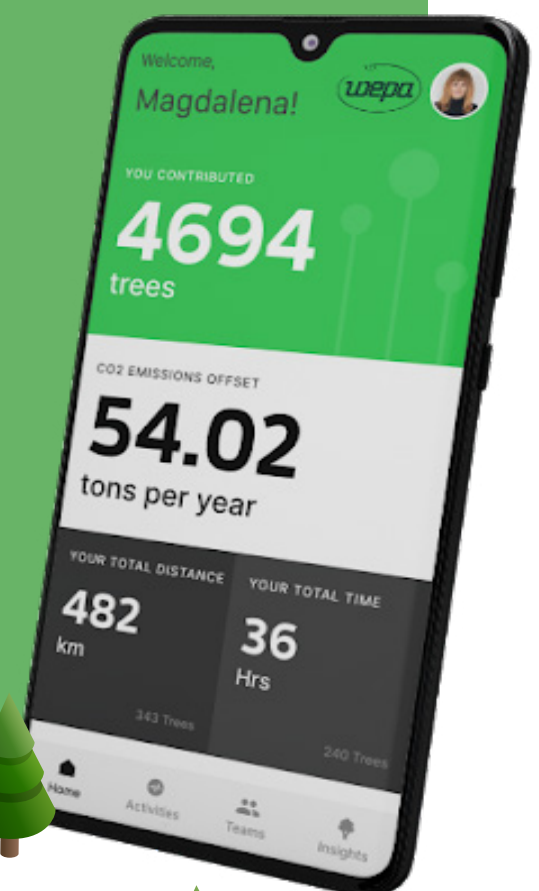 Welcome,
Magdalena!
wepa
YOU CONTRIBUTED
4694
trees
CO2 EMISSIONS OFFSET
54.02
tons per year
YOUR TOTAL DISTANCE
482
km
343 Trees
YOUR TOTAL TIME
36
Hrs
240 Trees
Home
Activities
Teams
Insights